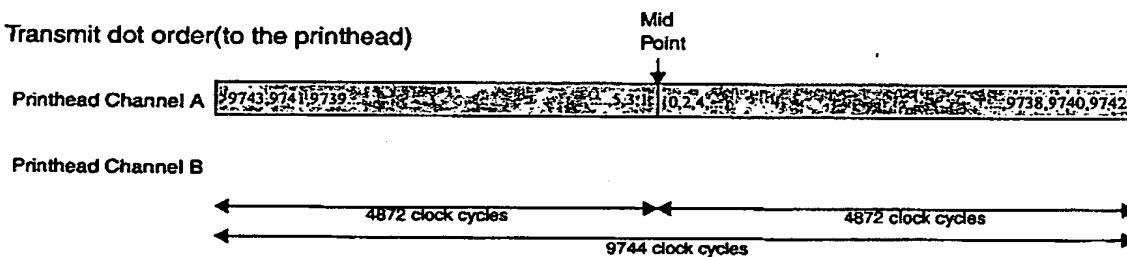 Mid
Point
Transmit dot order(to the printhead)
Printhead Channel A 9743,9741,9739 5,3,1 0,2,4 9738,9740,9742
Printhead Channel B
4872 clock cycles 4872 clock cycles
9744 clock cycles